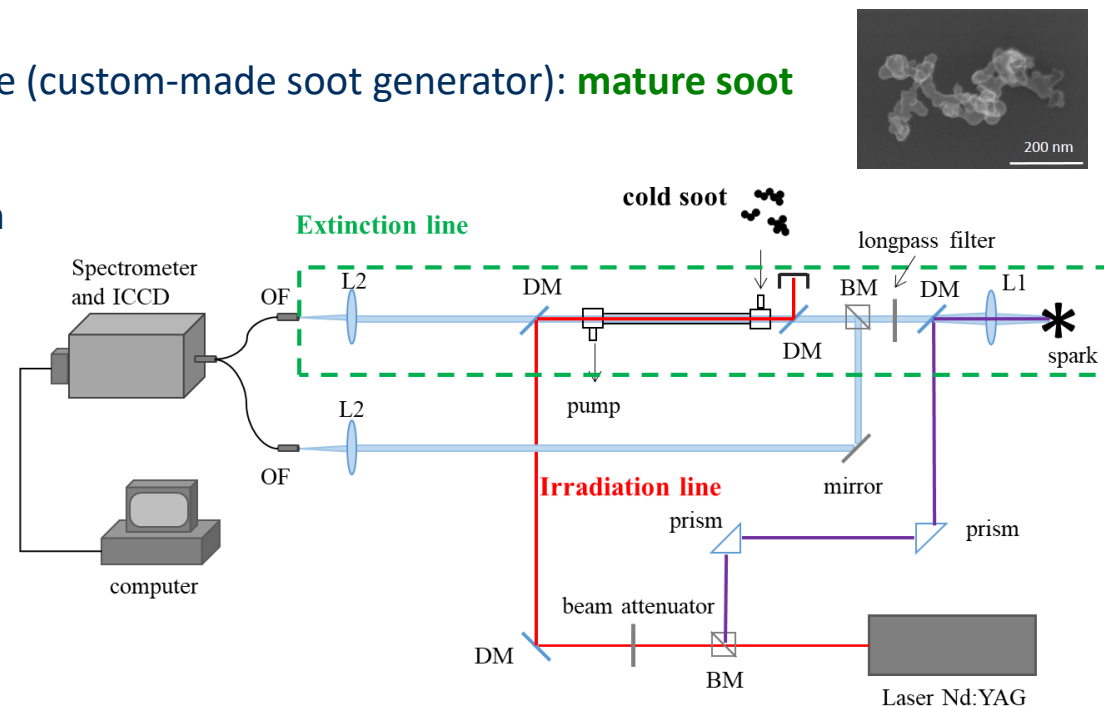 e (custom-made soot generator): mature soot
200 nm
cold soot
Extinction line
longpass filter
Spectrometer
and ICCD
OF
L2
DM
BM
DM
L1
DM
spark
pump
L2
OF
Irradiation line
mirror
prism
prism
computer
beam attenuator
DM
BM
Laser Nd:YAG